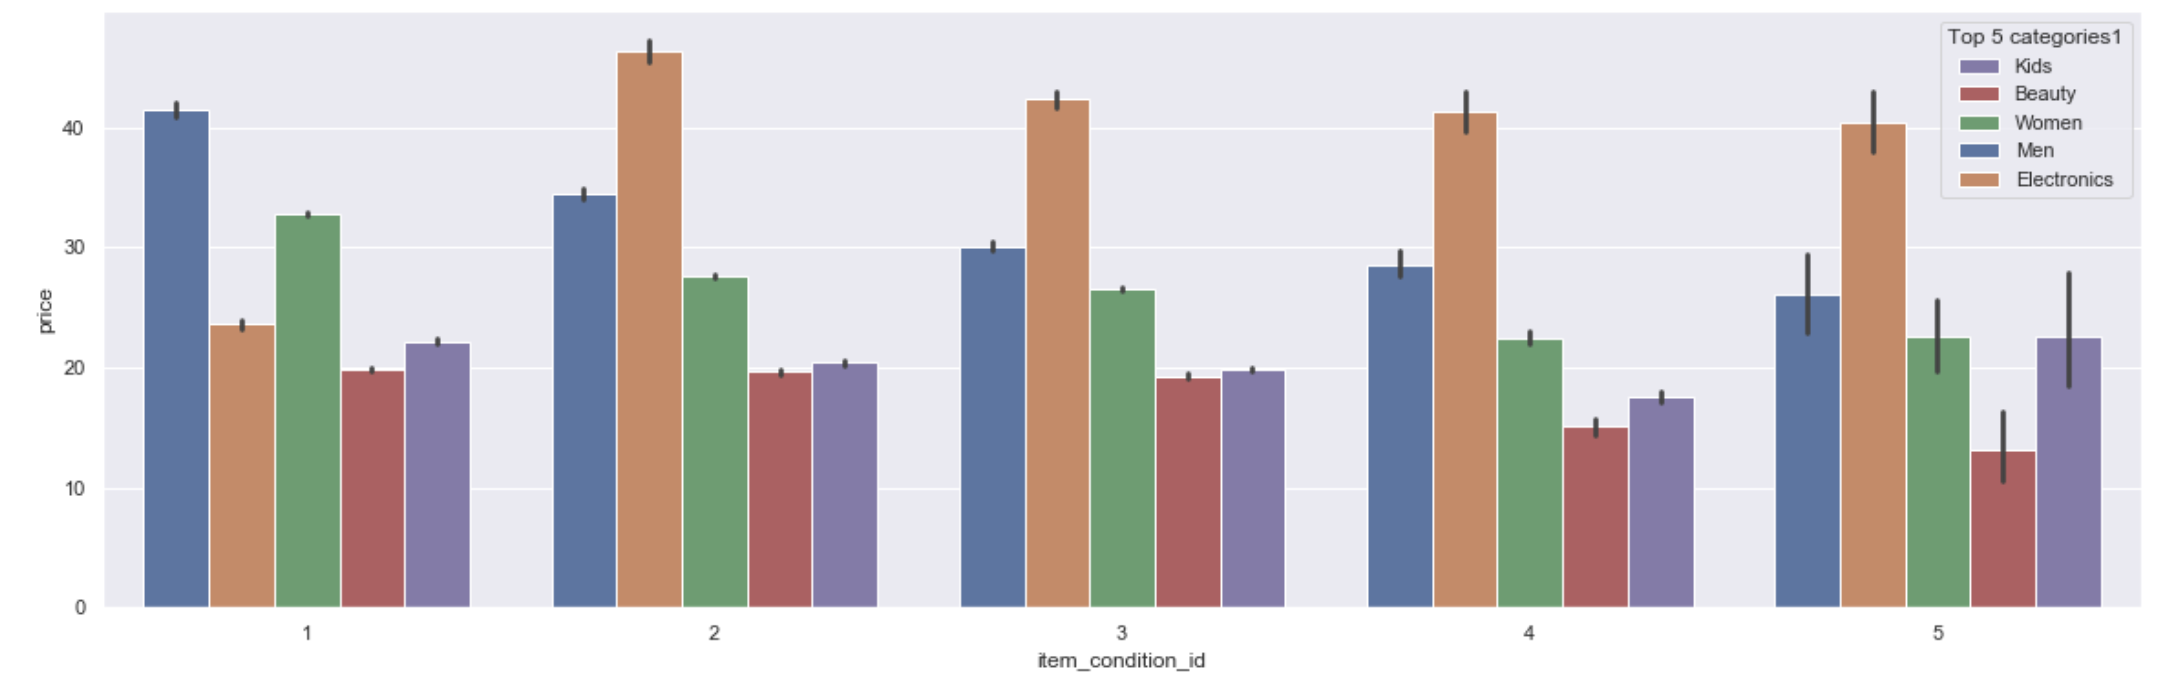 Top 5 categories1
Kids
Beauty
Women
Men
Electronics
price
40
30
20
10
0
1 2 3 4 5
item_condition_id